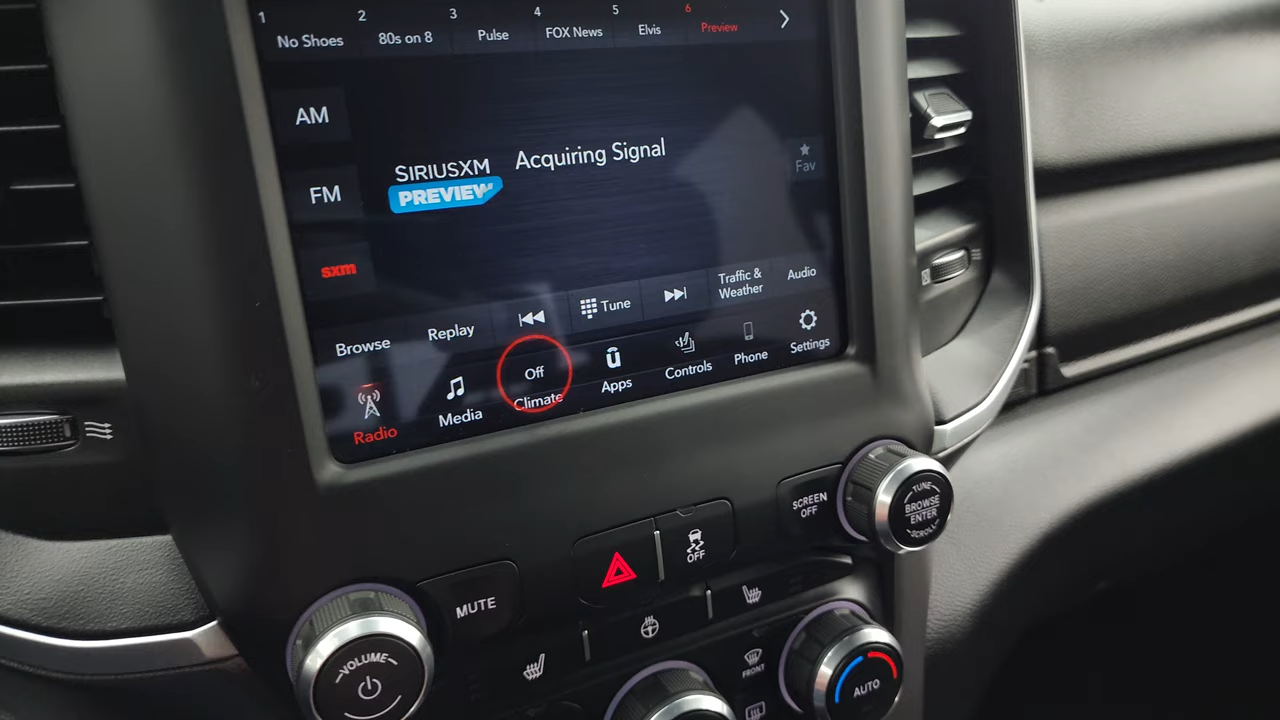 1 No Shoes
2 80s on 8
3 Pulse
4 FOX News
5 Elvis
6 Preview
AM
FM
sxm
SIRIUSXM
PREVIEW
Acquiring Signal
Fav
Browse
Replay
Tune
Traffic &
Weather
Audio
Radio
Media
Off
Climate
Apps
Controls
Phone
Settings
SCREEN
OFF
TUNE
BROWSE
ENTER
SCROLL
OFF
MUTE
VOLUME
FRONT
AUTO